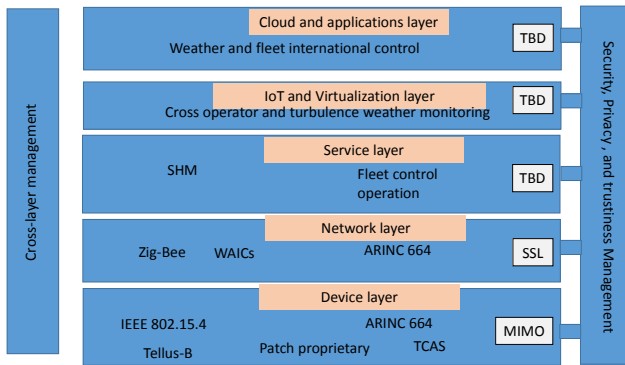 Cross-layer management
Cloud and applications layer
Weather and fleet international control
TBD
IoT and Virtualization layer
Cross operator and turbulence weather monitoring
TBD
Service layer
SHM
Fleet control
operation
TBD
Network layer
Zig-Bee
WAICs
ARINC 664
SSL
Device layer
IEEE 802.15.4
ARINC 664
Tellus-B
Patch proprietary
TCAS
MIMO
Security, Privacy , and trustiness Management